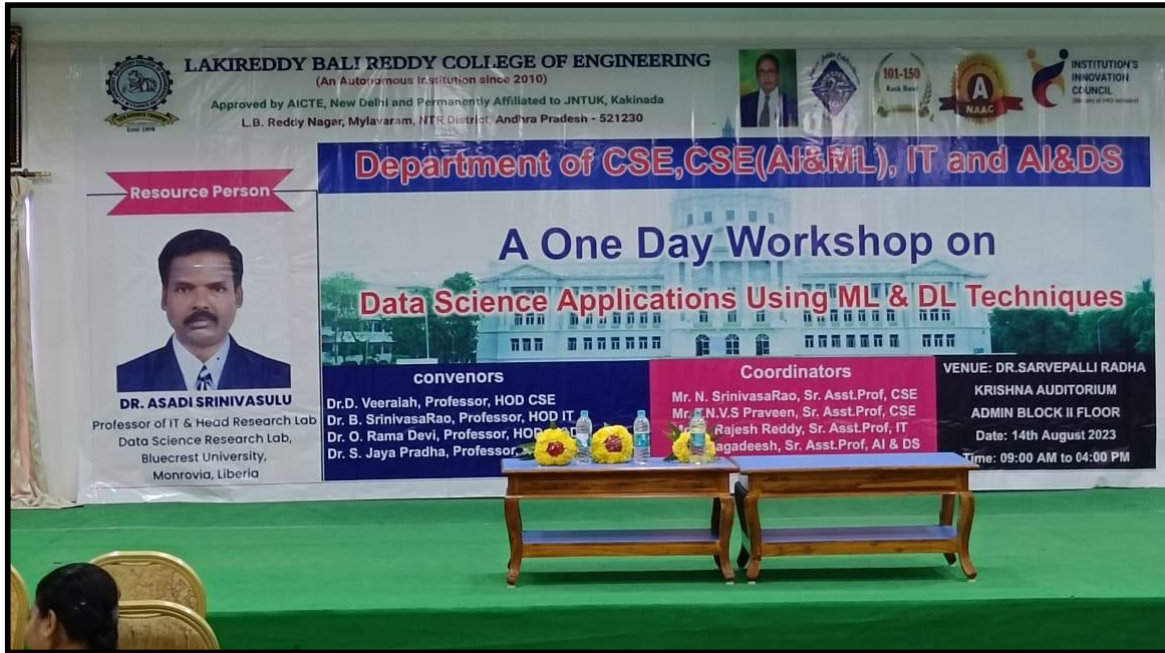 LAKIREDDY BALI REDDY COLLEGE OF ENGINEERING
(An Autonomous Institution since 2010)
Approved by AICTE, New Delhi and Permanently Affiliated to JNTUK, Kakinada
L.B. Reddy Nagar, Mylavaram, NTR District, Andhra Pradesh - 521230
101-150
Rank Band
A
NAAC
INSTITUTION'S
INNOVATION
COUNCIL
Department of CSE,CSE(AI&ML), IT and AI&DS
A One Day Workshop on
Data Science Applications Using ML & DL Techniques
Resource Person
DR. ASADI SRINIVASULU
Professor of IT & Head Research Lab
Data Science Research Lab,
Bluecrest University,
Monrovia, Liberia
convenors
Dr.D. Veeraiah, Professor, HOD CSE
Dr. B. SrinivasaRao, Professor, HOD IT
Dr. O. Rama Devi, Professor,
Dr. S. Jaya Pradha, Professor,
Coordinators
Mr. N. SrinivasaRao, Sr. Asst.Prof, CSE
N.V.S Praveen, Sr. Asst.Prof, CSE
Rajesh Reddy, Sr. Asst.Prof, IT
Sr. Asst.Prof, AI & DS
VENUE: DR.SARVEPALLI RADHA
KRISHNA AUDITORIUM
ADMIN BLOCK II FLOOR
Date: 14th August 2023
Time: 09:00 AM to 04:00 PM